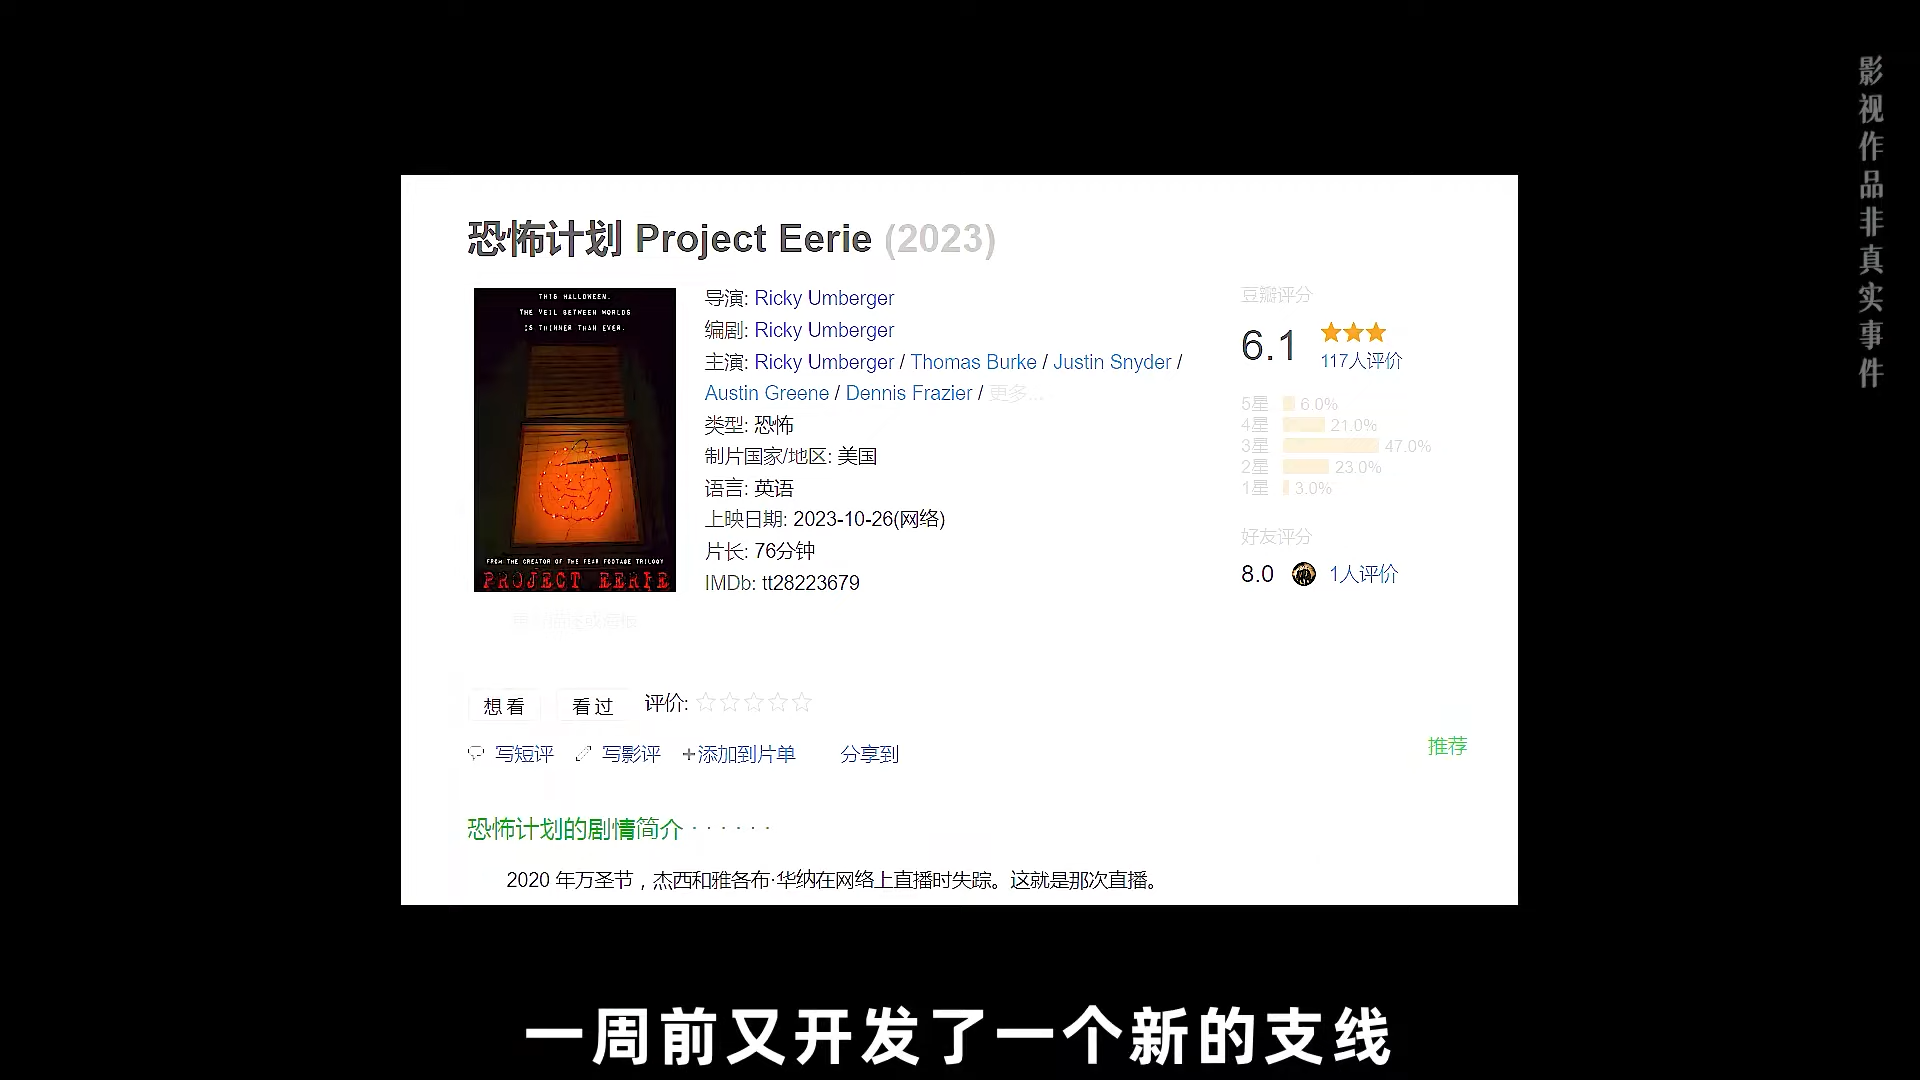 影视作品非真实事件
恐怖计划 Project Eerie (2023)
THIS HALLOWEEN.
THE VEIL BETWEEN WORLDS
IS THINNER THAN EVER.
FROM THE CREATOR OF THE FEAR FOOTAGE TRILOGY
PROJECT EERIE
导演: Ricky Umberger
编剧: Ricky Umberger
主演: Ricky Umberger / Thomas Burke / Justin Snyder /
Austin Greene / Dennis Frazier / 更多...
类型: 恐怖
制片国家/地区: 美国
语言: 英语
上映日期: 2023-10-26(网络)
片长: 76分钟
IMDb: tt28223679
豆瓣评分
6.1
117人评价
5星 6.0%
4星 21.0%
3星 47.0%
2星 23.0%
1星 3.0%
好友评分
8.0 1人评价
想看 看过 评价:
写短评 写影评 +添加到片单 分享到
推荐
恐怖计划的剧情简介 · · · · · ·
2020 年万圣节，杰西和雅各布·华纳在网络上直播时失踪。这就是那次直播。
一周前又开发了一个新的支线